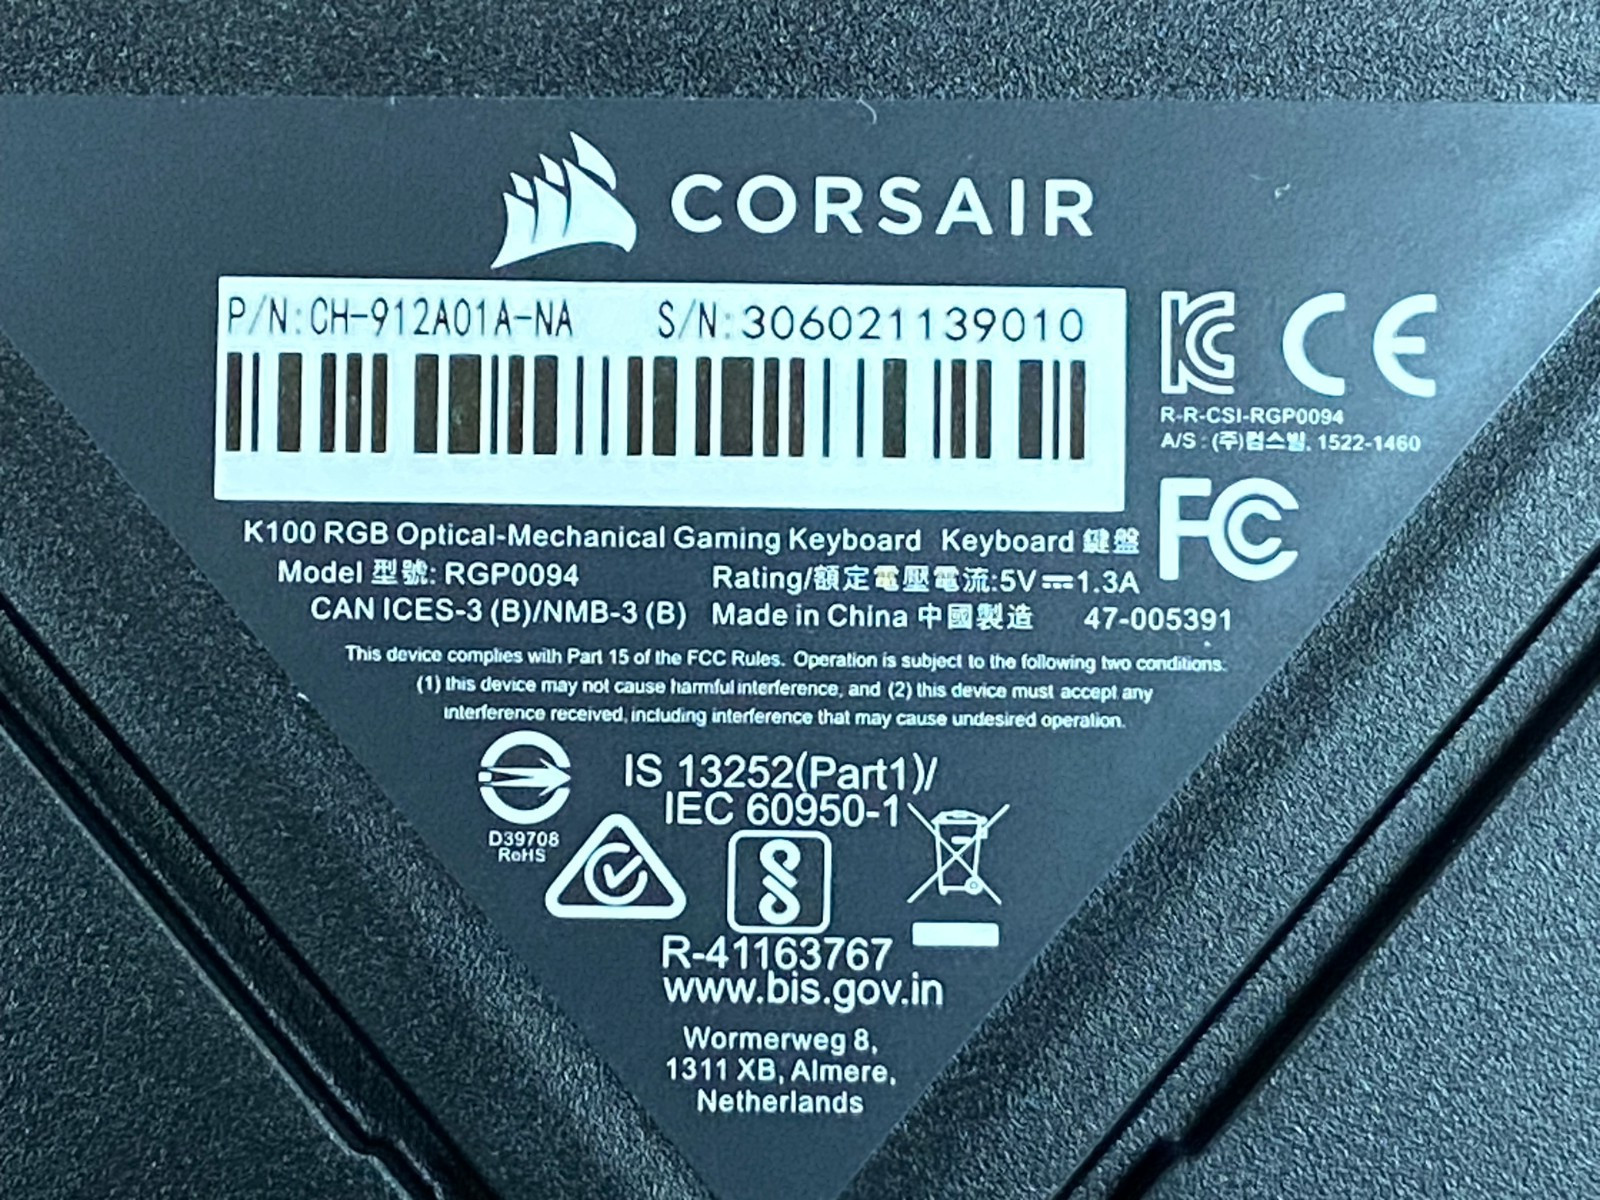 CORSAIR
P/N:CH-912A01A-NA S/N:306021139010
R-R-CSI-RGP0094
A/S : (주)컴스빌, 1522-1460
K100 RGB Optical-Mechanical Gaming Keyboard Keyboard 鍵盤
Model 型號: RGP0094 Rating/額定電壓電流:5V⎓1.3A
CAN ICES-3 (B)/NMB-3 (B) Made in China 中國製造 47-005391
This device complies with Part 15 of the FCC Rules. Operation is subject to the following two conditions.
(1) this device may not cause harmful interference, and (2) this device must accept any
interference received, including interference that may cause undesired operation.
IS 13252(Part1)/
IEC 60950-1
D39708
RoHS
R-41163767
www.bis.gov.in
Wormerweg 8,
1311 XB, Almere,
Netherlands